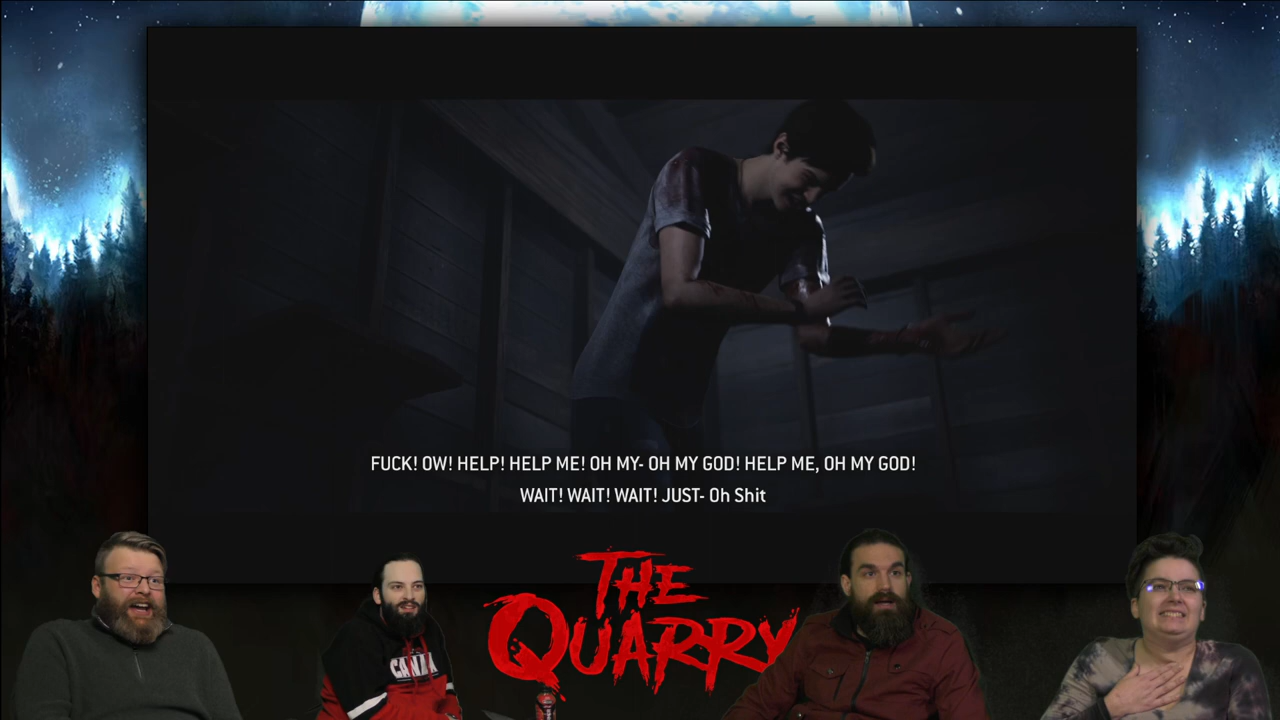 FUCK! OW! HELP! HELP ME! OH MY- OH MY GOD! HELP ME, OH MY GOD!
WAIT! WAIT! WAIT! JUST- Oh Shit
THE
QUARRY